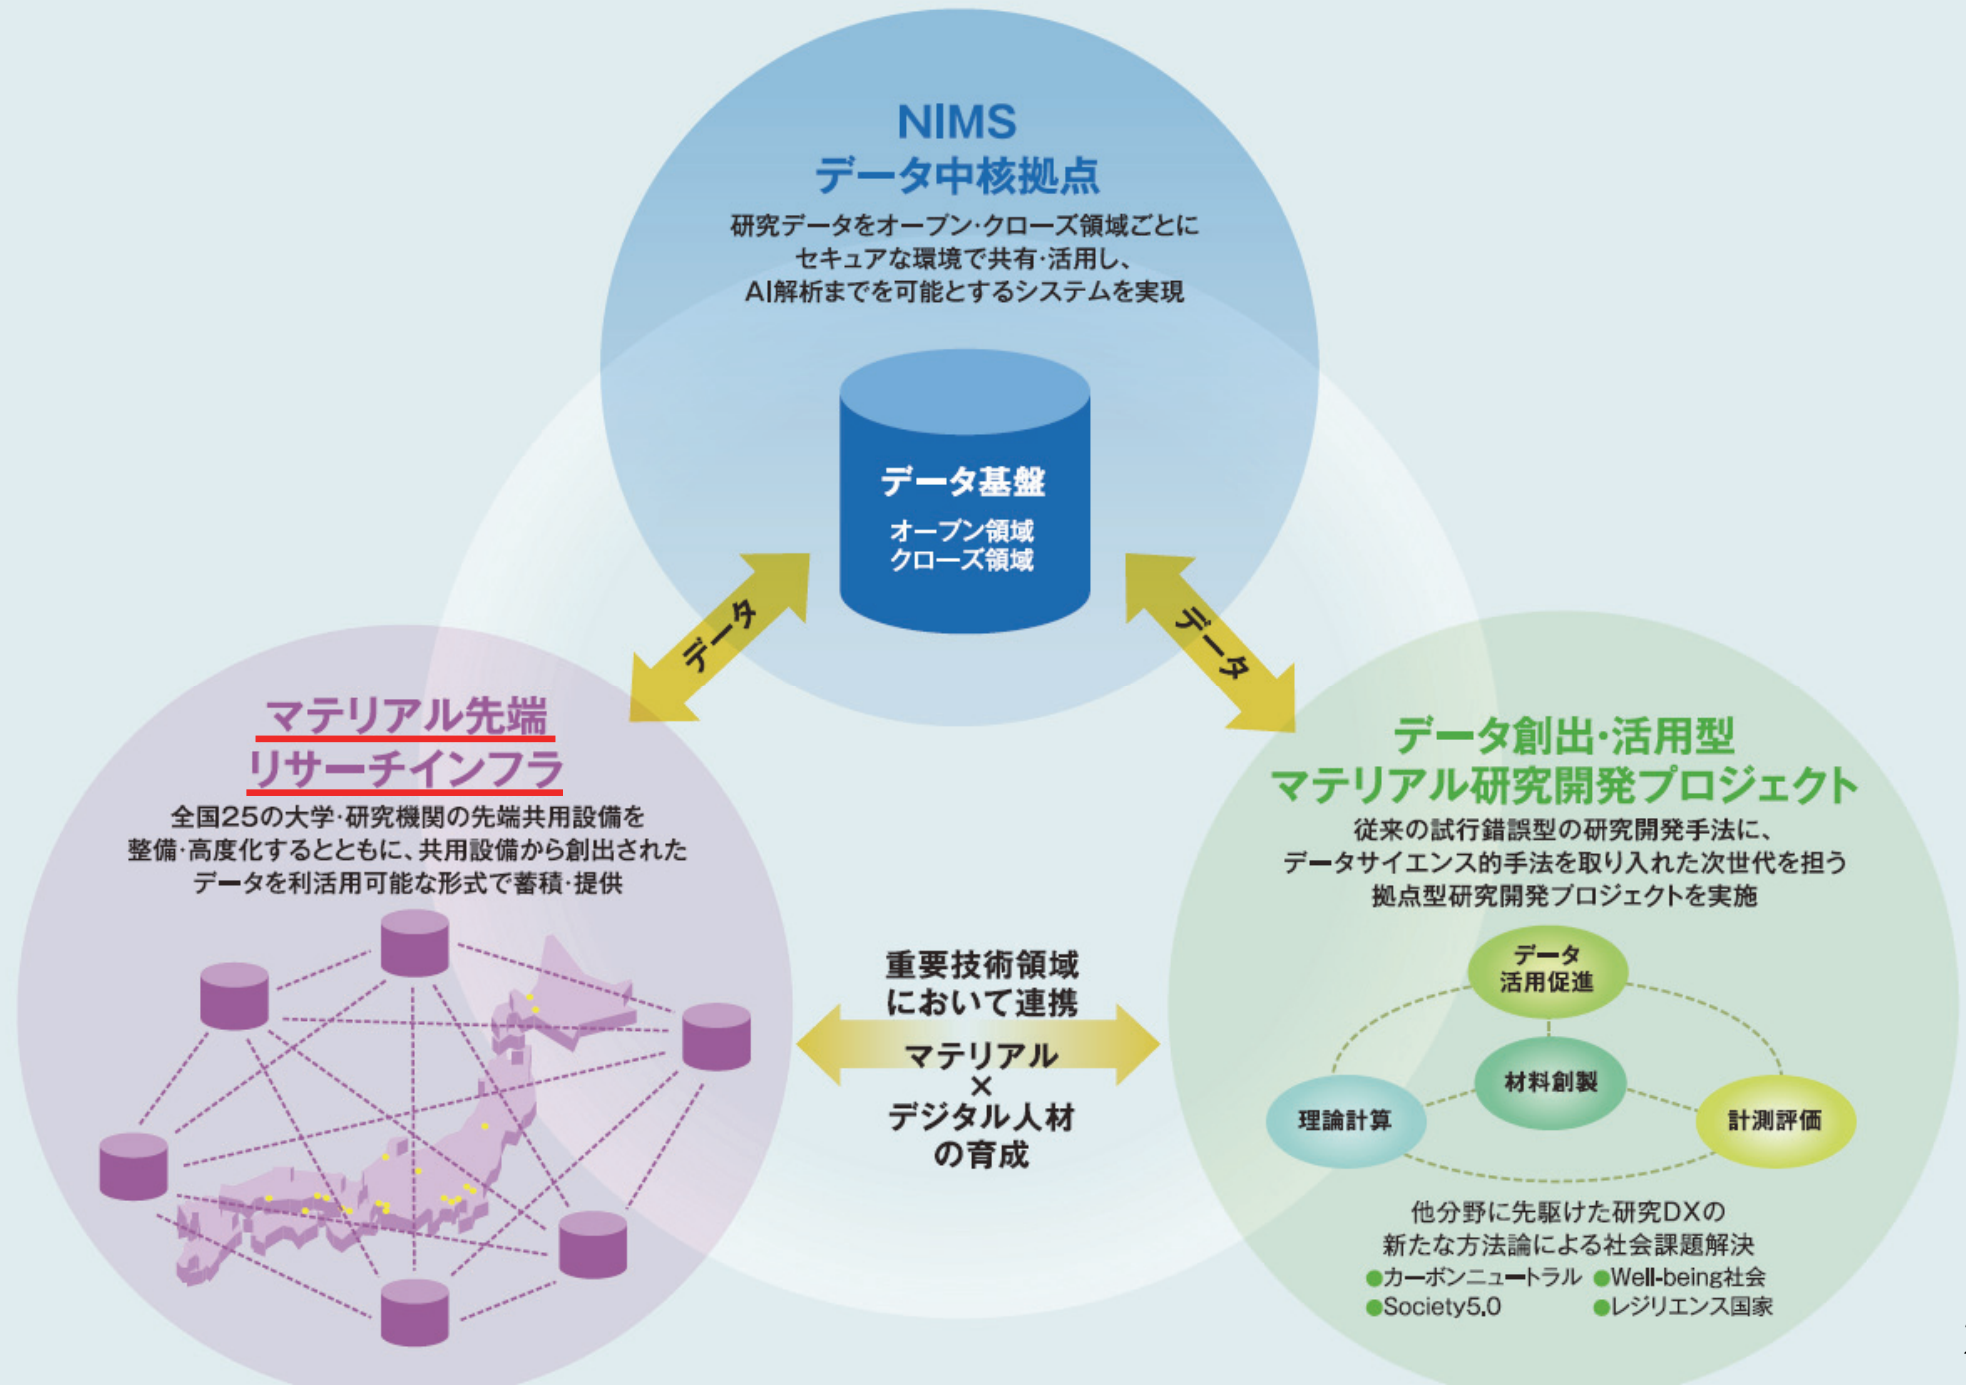 NIMS
データ中核拠点
研究データをオープン・クローズ領域ごとに
セキュアな環境で共有・活用し、
AI解析までを可能とするシステムを実現
データ基盤
オープン領域
クローズ領域
データ
データ
マテリアル先端
リサーチインフラ
全国25の大学・研究機関の先端共用設備を
整備・高度化するとともに、共用設備から創出された
データを利活用可能な形式で蓄積・提供
重要技術領域
において連携
マテリアル
×
デジタル人材
の育成
データ創出・活用型
マテリアル研究開発プロジェクト
従来の試行錯誤型の研究開発手法に、
データサイエンス的手法を取り入れた次世代を担う
拠点型研究開発プロジェクトを実施
データ
活用促進
材料創製
理論計算
計測評価
他分野に先駆けた研究DXの
新たな方法論による社会課題解決
●カーボンニュートラル ●Well-being社会
●Society5.0 ●レジリエンス国家